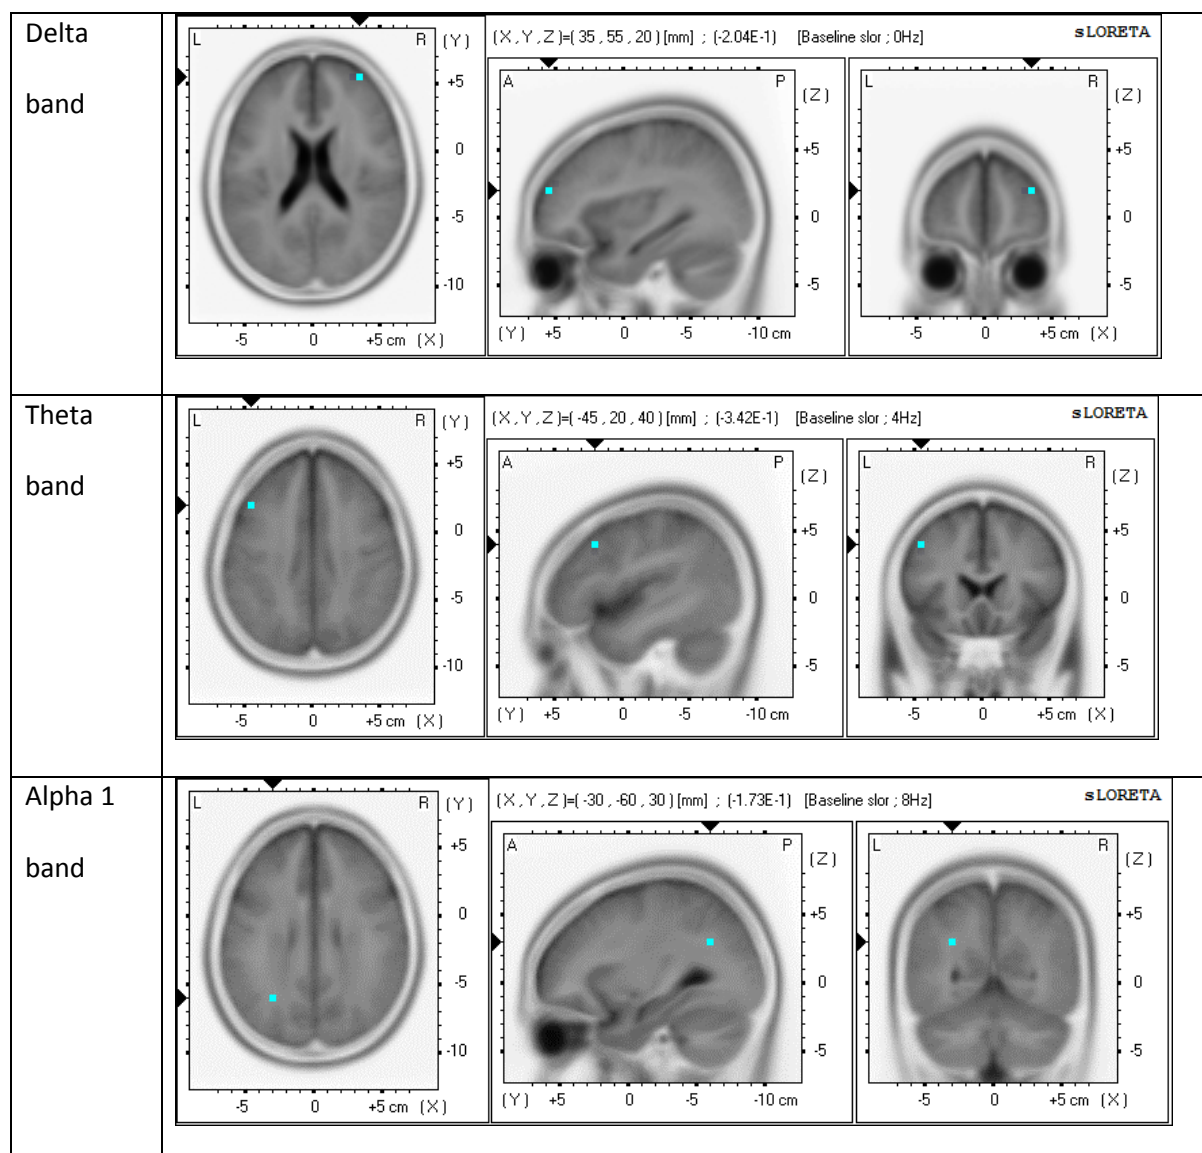 Delta
band
L R (Y)
+5
0
-5
-10
-5 0 +5 cm (X)
(X, Y, Z)=( 35 , 55 , 20 ) [mm] ; (-2.04E-1) [Baseline slor ; 0Hz] sLORETA
A P (Z)
+5
0
-5
(Y) +5 0 -5 -10 cm
L R (Z)
+5
0
-5
-5 0 +5 cm (X)
Theta
band
L R (Y)
+5
0
-5
-10
-5 0 +5 cm (X)
(X, Y, Z)=( -45 , 20 , 40 ) [mm] ; (-3.42E-1) [Baseline slor ; 4Hz] sLORETA
A P (Z)
+5
0
-5
(Y) +5 0 -5 -10 cm
L R (Z)
+5
0
-5
-5 0 +5 cm (X)
Alpha 1
band
L R (Y)
+5
0
-5
-10
-5 0 +5 cm (X)
(X, Y, Z)=( -30 , -60 , 30 ) [mm] ; (-1.73E-1) [Baseline slor ; 8Hz] sLORETA
A P (Z)
+5
0
-5
(Y) +5 0 -5 -10 cm
L R (Z)
+5
0
-5
-5 0 +5 cm (X)